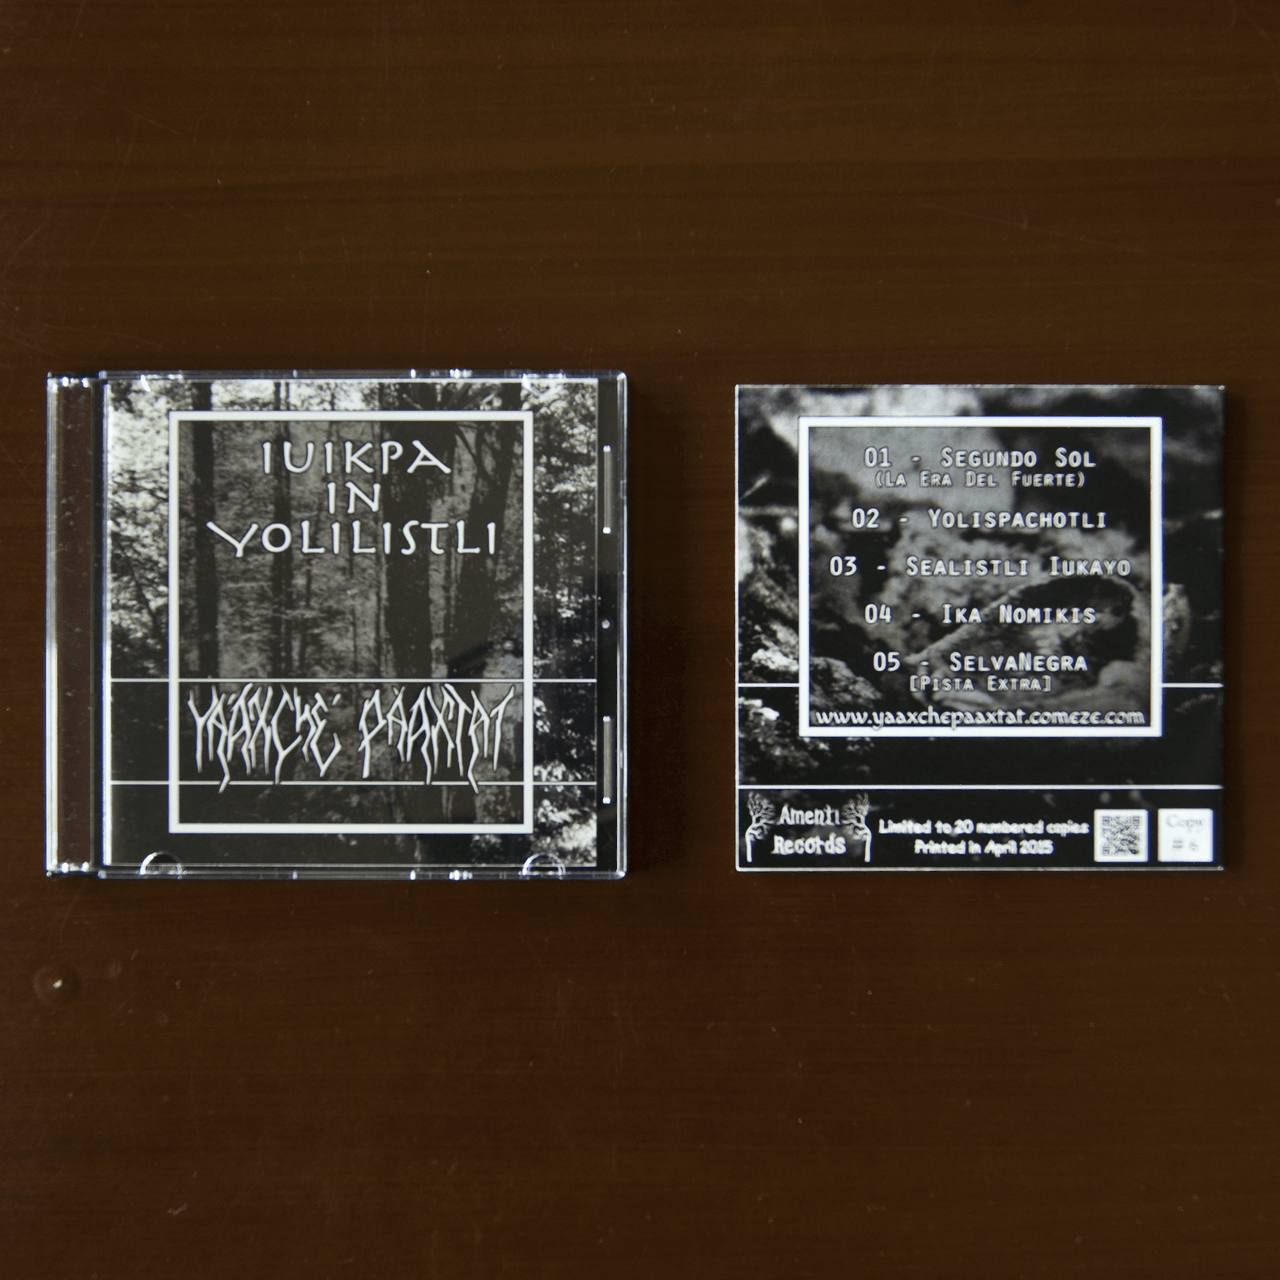 IUIKPA
IN
YOLILISTLI
YAÄXCHÉ PAAXTAT
01 - SEGUNDO SOL
(LA ERA DEL FUERTE)
02 - YOLISPACHOTLI
03 - SEALISTLI IUKAYO
04 - IKA NOMIKIS
05 - SELVANEGRA
[PISTA EXTRA]
www.yaaxchepaaxtat.comeze.com
Amenti
Records
Limited to 20 numbered copies
Printed in April 2015
Copy
# 6